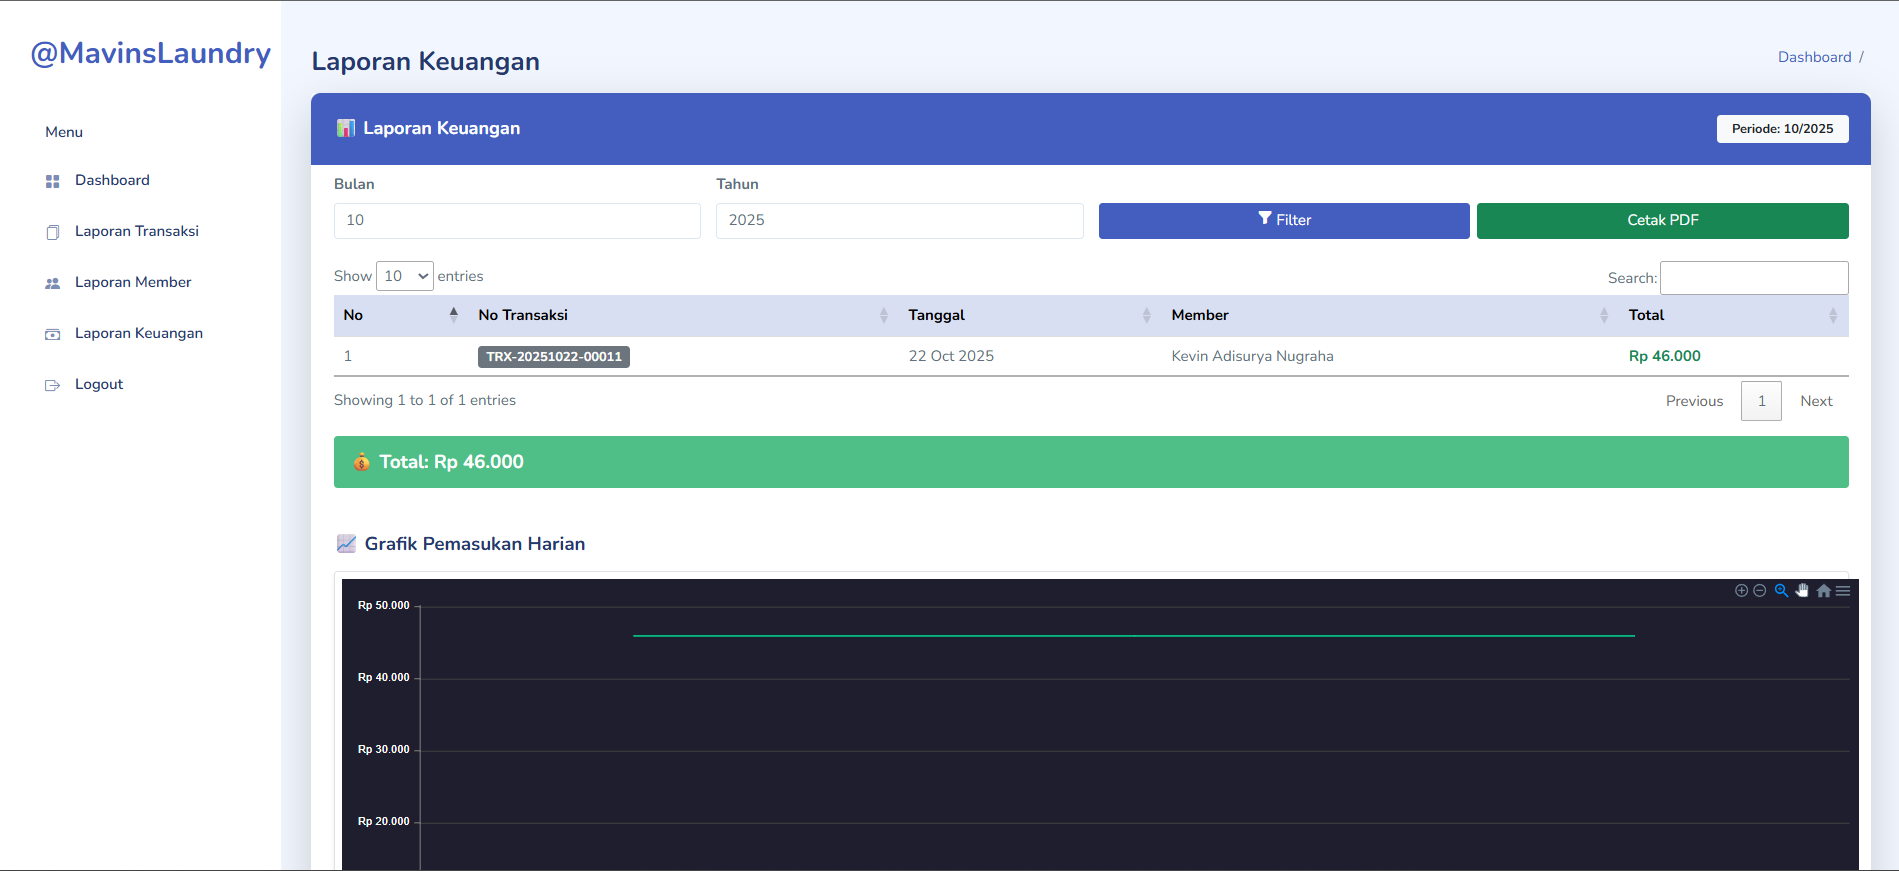 @MavinsLaundry
Menu
Dashboard
Laporan Transaksi
Laporan Member
Laporan Keuangan
Logout
Laporan Keuangan
Dashboard /
Laporan Keuangan
Periode: 10/2025
Bulan
Tahun
10
2025
Filter
Cetak PDF
Show 10 entries
Search:
No No Transaksi Tanggal Member Total
1 TRX-20251022-00011 22 Oct 2025 Kevin Adisurya Nugraha Rp 46.000
Showing 1 to 1 of 1 entries
Previous 1 Next
Total: Rp 46.000
Grafik Pemasukan Harian
Rp 50.000
Rp 40.000
Rp 30.000
Rp 20.000